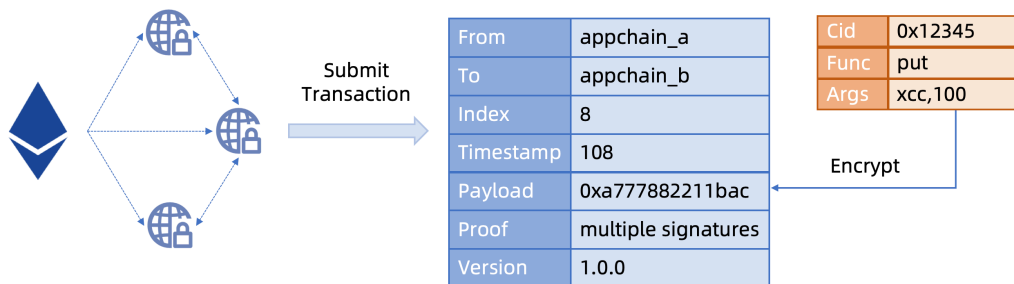 Submit
Transaction
From appchain_a
To appchain_b
Index 8
Timestamp 108
Payload 0xa777882211bac
Proof multiple signatures
Version 1.0.0
Cid 0x12345
Func put
Args xcc,100
Encrypt